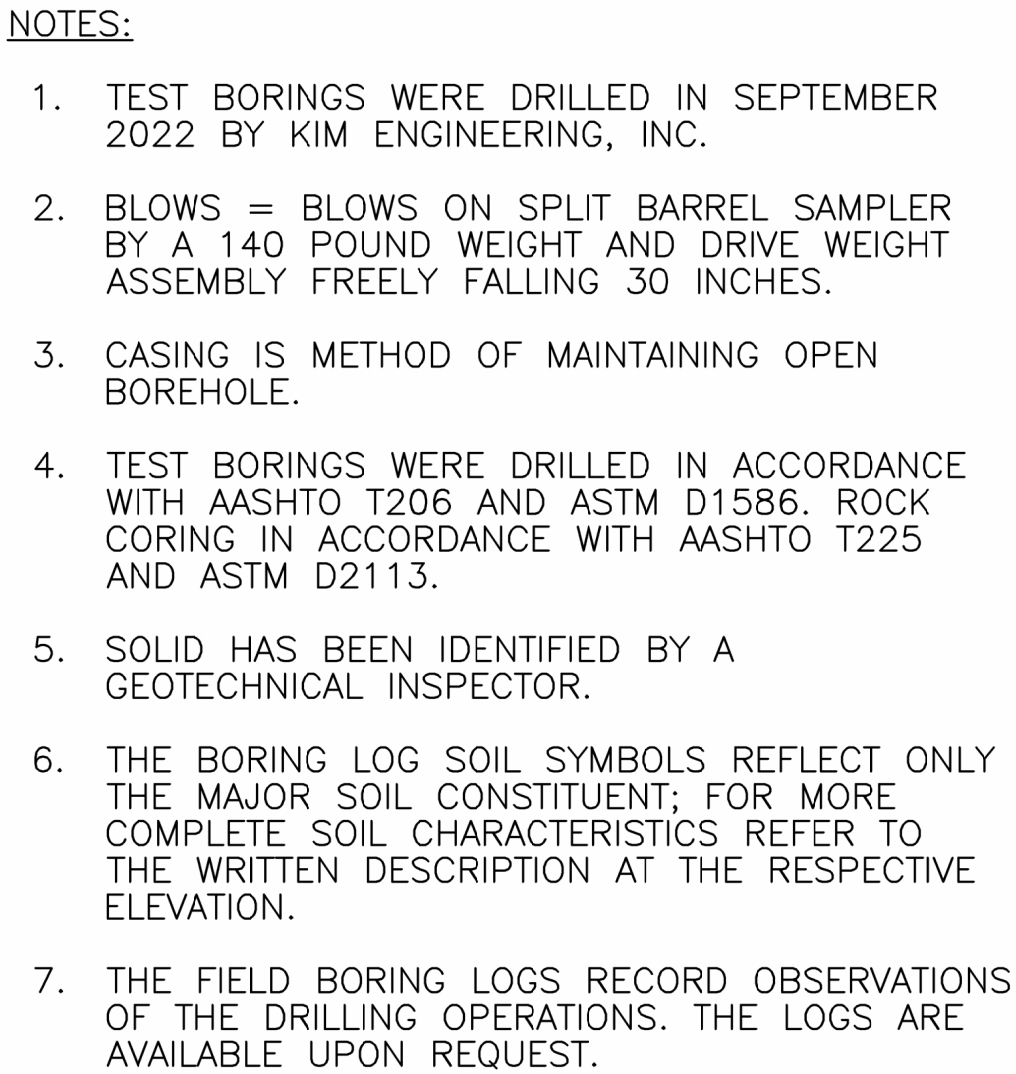 NOTES:
1. TEST BORINGS WERE DRILLED IN SEPTEMBER
2022 BY KIM ENGINEERING, INC.
2. BLOWS = BLOWS ON SPLIT BARREL SAMPLER
BY A 140 POUND WEIGHT AND DRIVE WEIGHT
ASSEMBLY FREELY FALLING 30 INCHES.
3. CASING IS METHOD OF MAINTAINING OPEN
BOREHOLE.
4. TEST BORINGS WERE DRILLED IN ACCORDANCE
WITH AASHTO T206 AND ASTM D1586. ROCK
CORING IN ACCORDANCE WITH AASHTO T225
AND ASTM D2113.
5. SOLID HAS BEEN IDENTIFIED BY A
GEOTECHNICAL INSPECTOR.
6. THE BORING LOG SOIL SYMBOLS REFLECT ONLY
THE MAJOR SOIL CONSTITUENT; FOR MORE
COMPLETE SOIL CHARACTERISTICS REFER TO
THE WRITTEN DESCRIPTION AT THE RESPECTIVE
ELEVATION.
7. THE FIELD BORING LOGS RECORD OBSERVATIONS
OF THE DRILLING OPERATIONS. THE LOGS ARE
AVAILABLE UPON REQUEST.